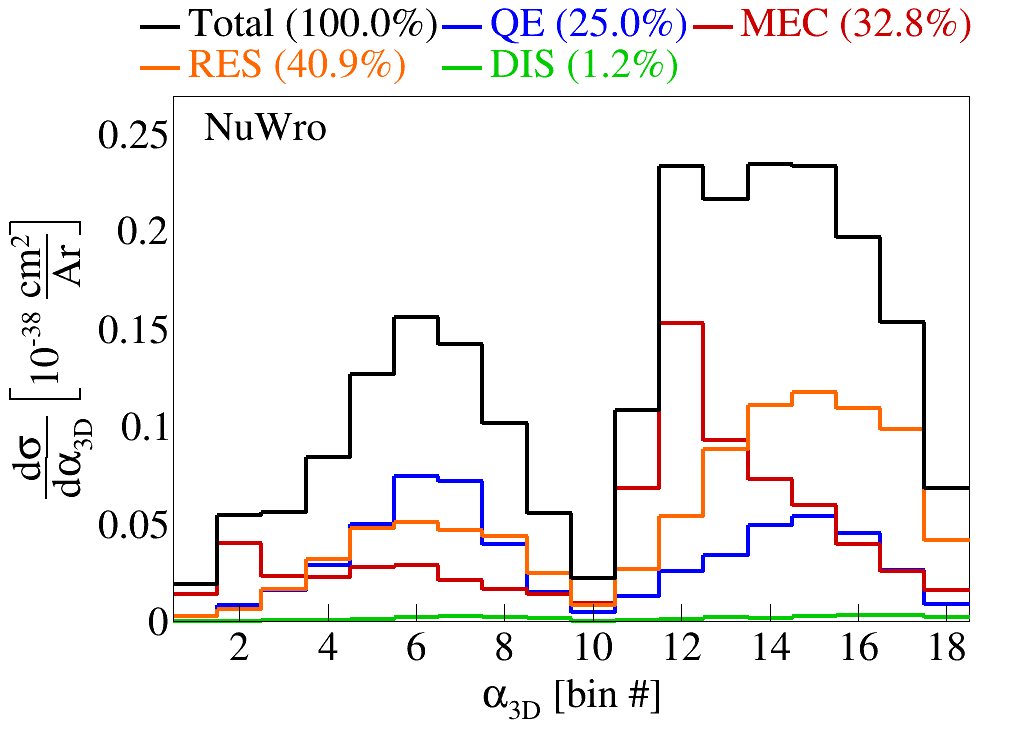 Total (100.0%) QE (25.0%) MEC (32.8%)
RES (40.9%) DIS (1.2%)
NuWro
0.25
0.2
0.15
0.1
0.05
0
dσ/dα3D [10^-38 cm^2/Ar]
2 4 6 8 10 12 14 16 18
α3D [bin #]